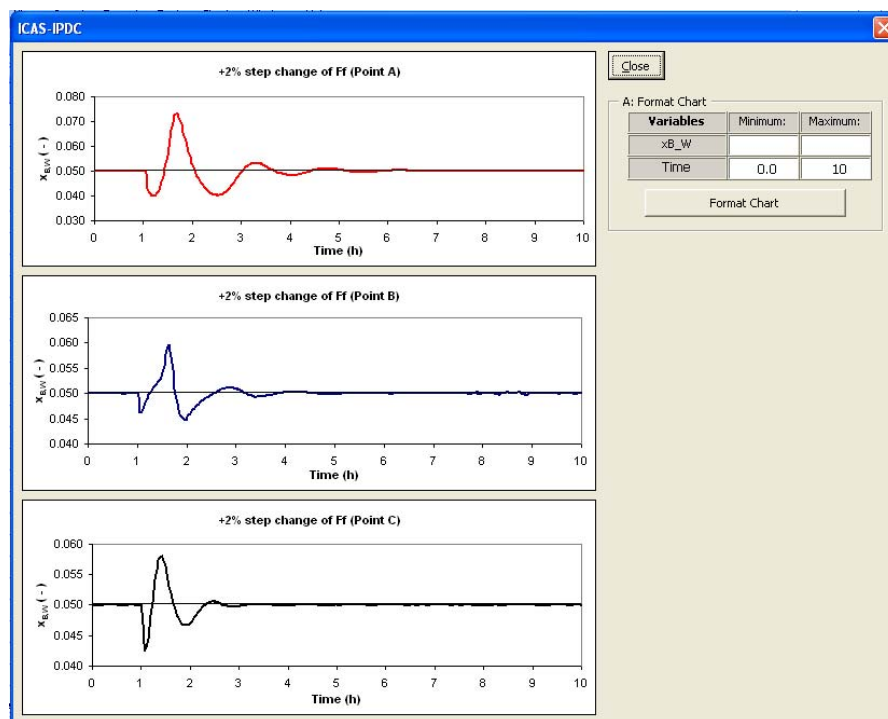 ICAS-IPDC
+2% step change of Ff (Point A)
0.080
0.070
0.060
0.050
0.040
0.030
xB,W ( - )
0 1 2 3 4 5 6 7 8 9 10
Time (h)
+2% step change of Ff (Point B)
0.065
0.060
0.055
0.050
0.045
0.040
xB,W ( - )
0 1 2 3 4 5 6 7 8 9 10
Time (h)
+2% step change of Ff (Point C)
0.060
0.055
0.050
0.045
0.040
xB,W ( - )
0 1 2 3 4 5 6 7 8 9 10
Time (h)
Close
A: Format Chart
Variables Minimum: Maximum:
xB_W
Time 0.0 10
Format Chart